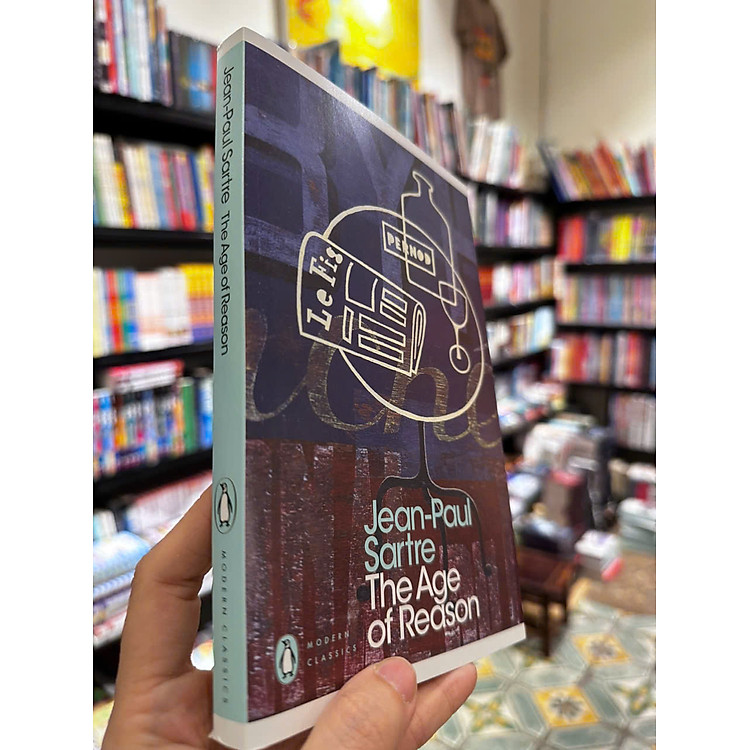 Jean-Paul Sartre The Age of Reason
MODERN CLASSICS
PERNOD
Le Fig
Jean-Paul
Sartre
The Age
of Reason
MODERN
CLASSICS